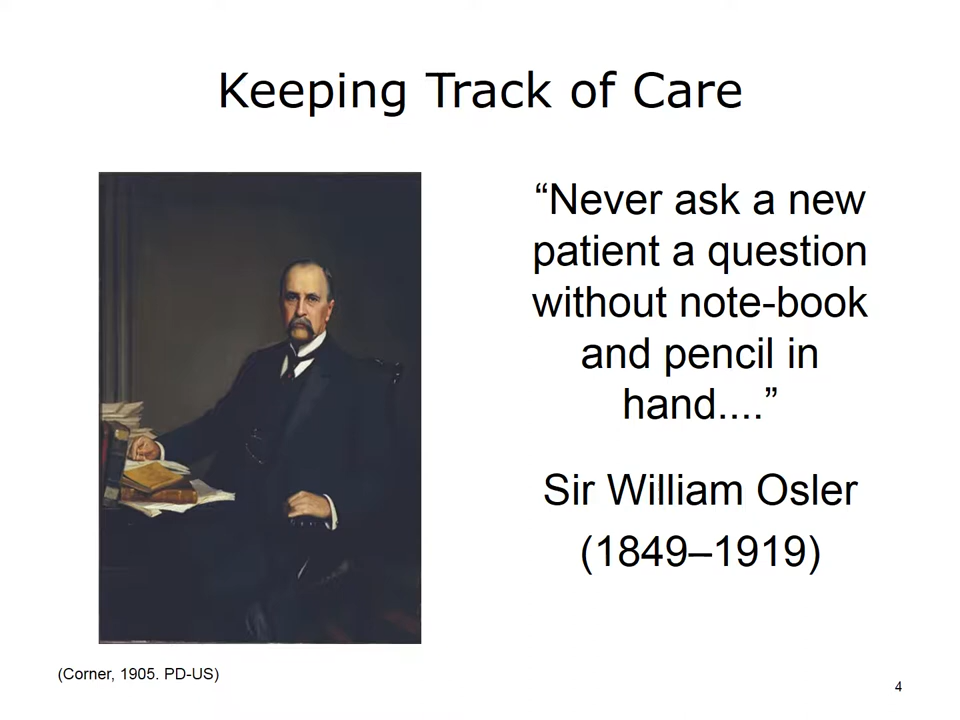 Keeping Track of Care
“Never ask a new
patient a question
without note-book
and pencil in
hand....”
Sir William Osler
(1849–1919)
(Corner, 1905. PD-US)
4